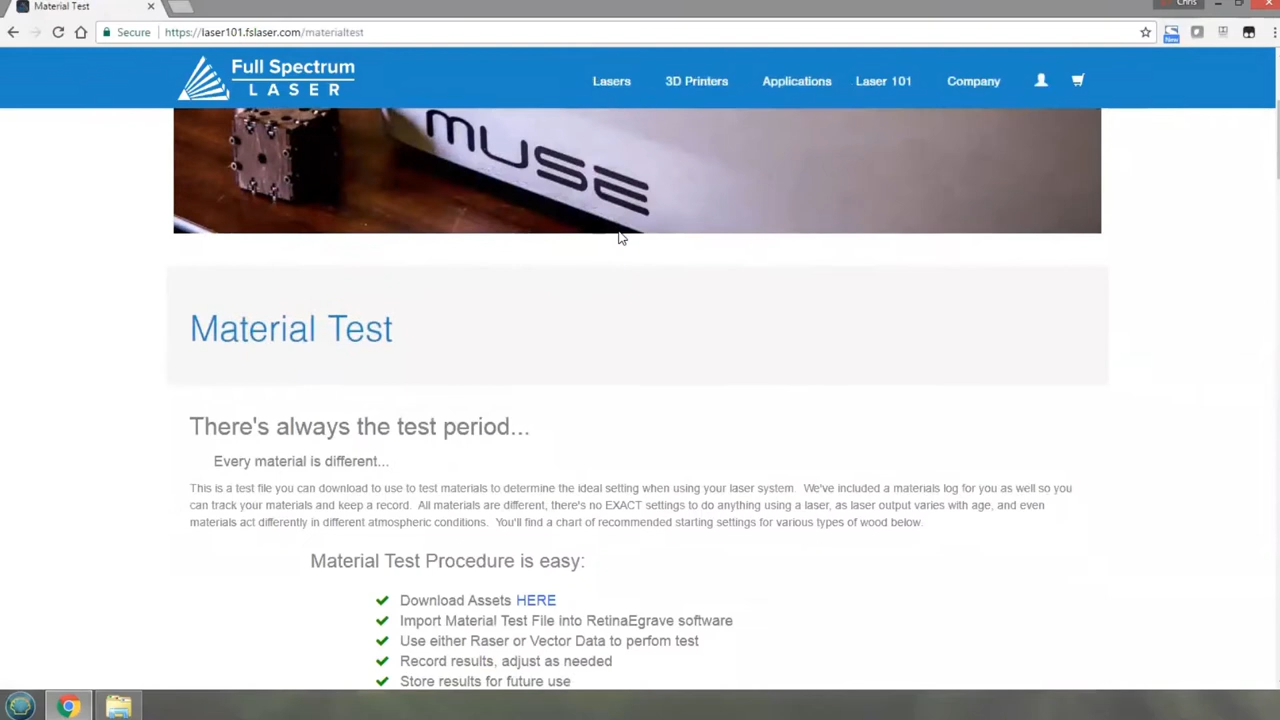 Material Test
Chris
Secure https://laser101.fslaser.com/materialtest
New
Full Spectrum
LASER
Lasers 3D Printers Applications Laser 101 Company
MUSE
Material Test
There's always the test period...
Every material is different...
This is a test file you can download to use to test materials to determine the ideal setting when using your laser system. We've included a materials log for you as well so you
can track your materials and keep a record. All materials are different, there's no EXACT settings to do anything using a laser, as laser output varies with age, and even
materials act differently in different atmospheric conditions. You'll find a chart of recommended starting settings for various types of wood below.
Material Test Procedure is easy:
Download Assets HERE
Import Material Test File into RetinaEgrave software
Use either Raser or Vector Data to perfom test
Record results, adjust as needed
Store results for future use